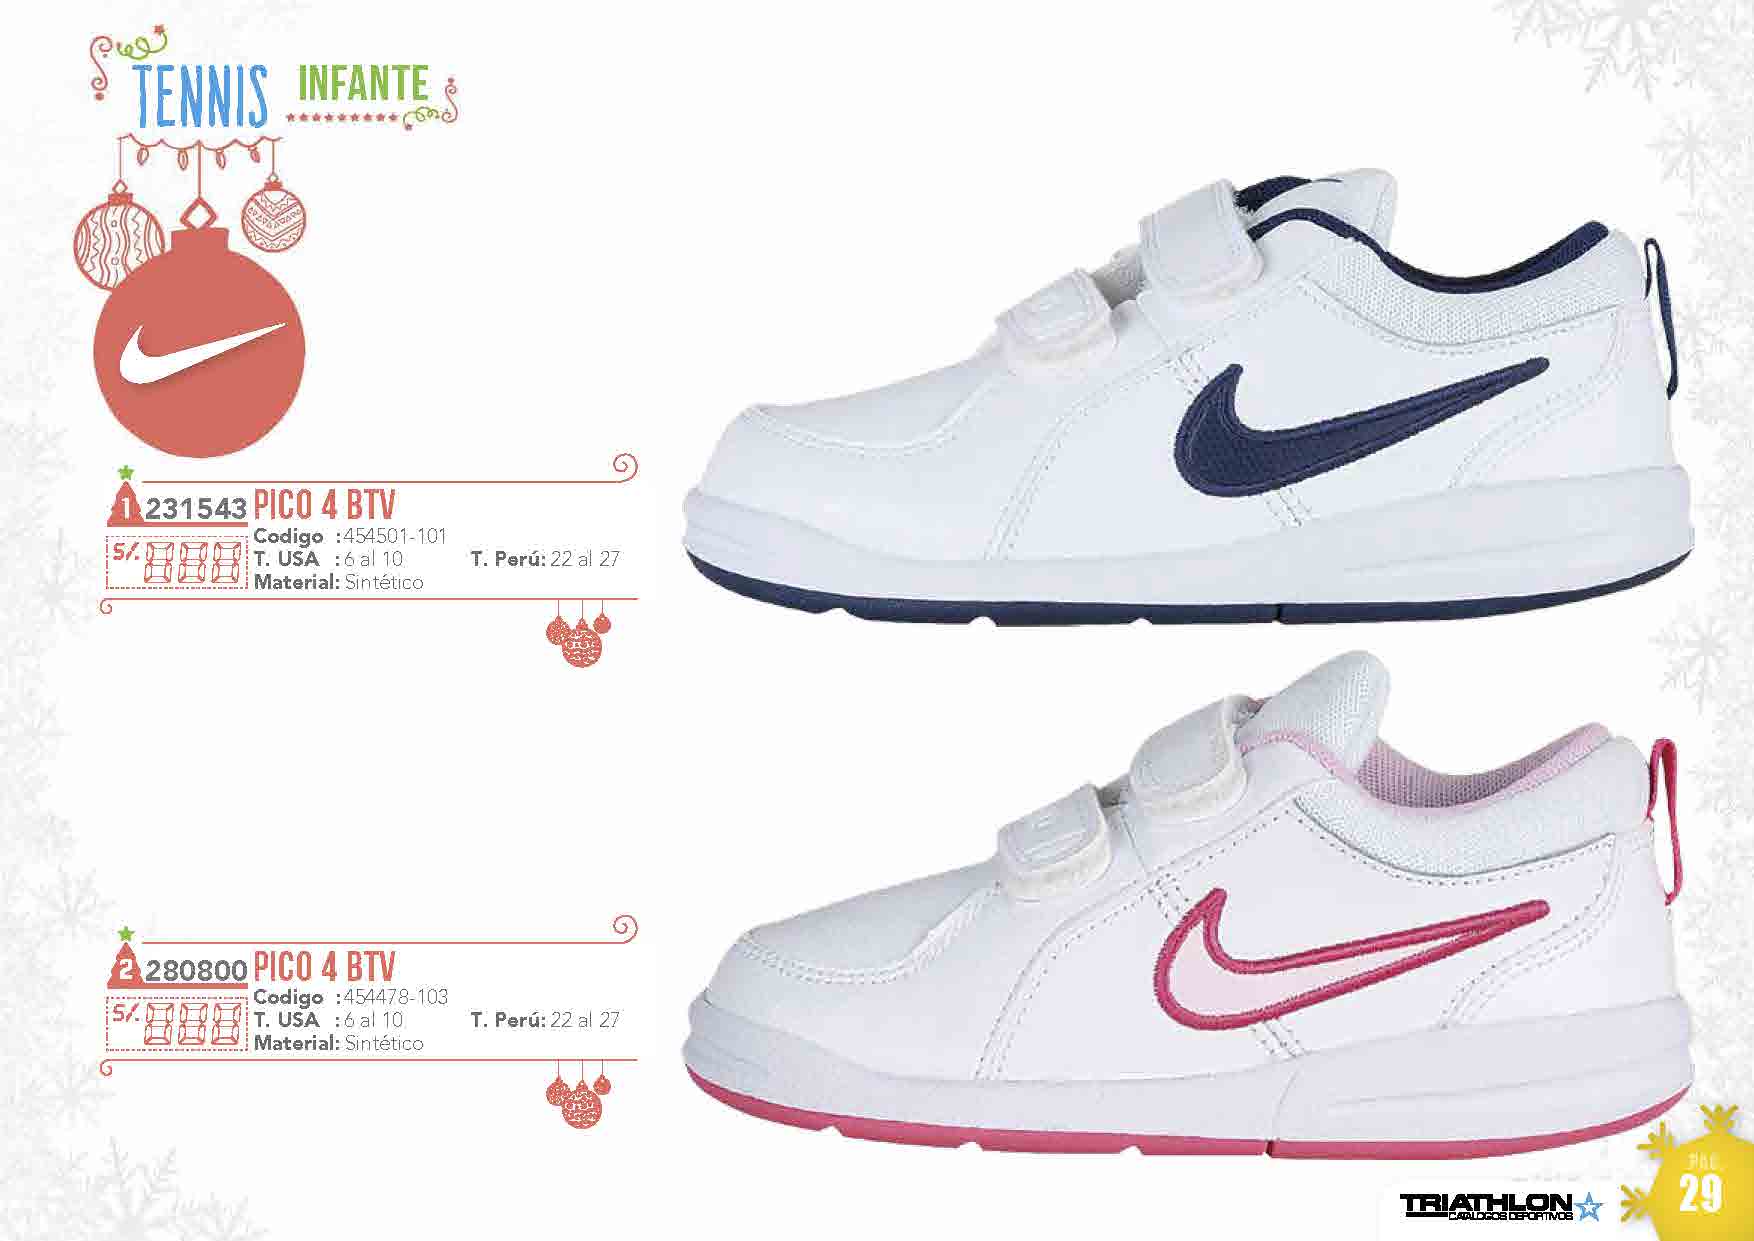 TENNIS INFANTE
1 231543 PICO 4 BTV
Codigo :454501-101
S/. T. USA : 6 al 10 T. Perú: 22 al 27
Material: Sintético
2 280800 PICO 4 BTV
Codigo :454478-103
S/. T. USA : 6 al 10 T. Perú: 22 al 27
Material: Sintético
PÁG.
29
TRIATHLON
CATÁLOGOS DEPORTIVOS